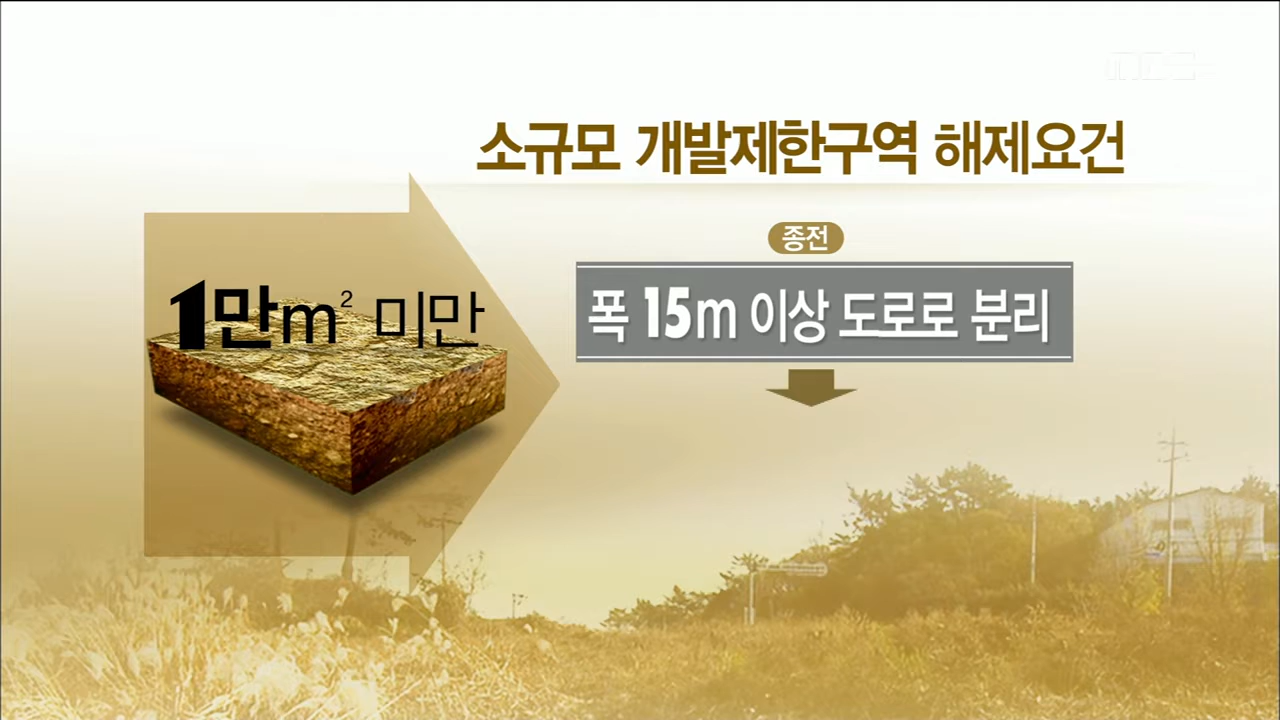 소규모 개발제한구역 해제요건
종전
1만m² 미만
폭 15m 이상 도로로 분리